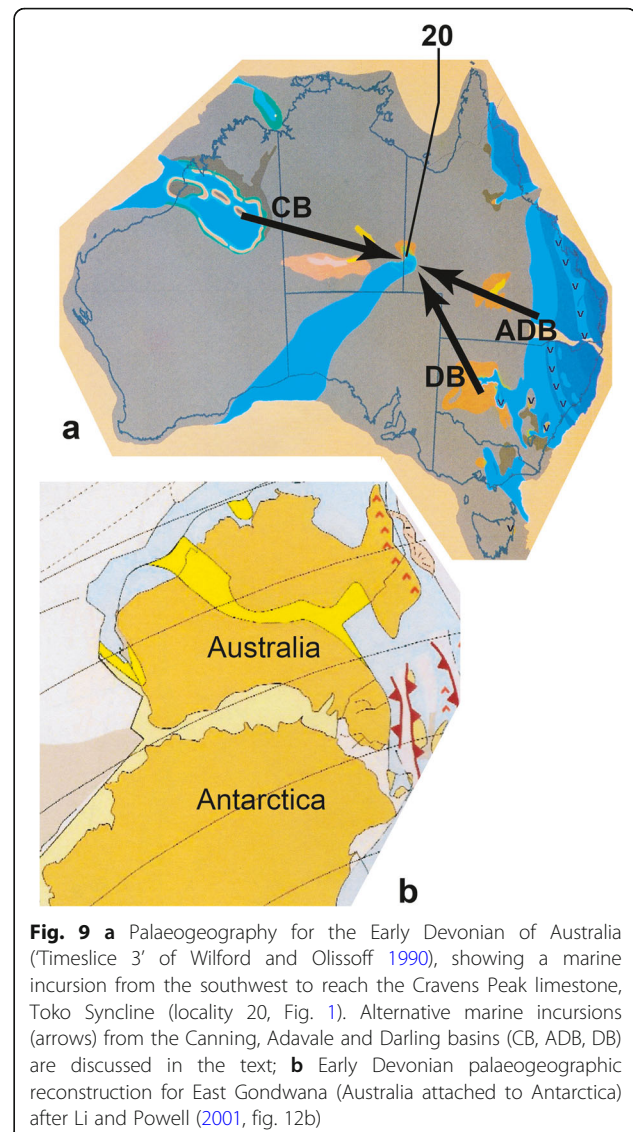 20
CB
ADB
DB
a
Australia
Antarctica
b
Fig. 9 a Palaeogeography for the Early Devonian of Australia
('Timeslice 3' of Wilford and Olissoff 1990), showing a marine
incursion from the southwest to reach the Cravens Peak limestone,
Toko Syncline (locality 20, Fig. 1). Alternative marine incursions
(arrows) from the Canning, Adavale and Darling basins (CB, ADB, DB)
are discussed in the text; b Early Devonian palaeogeographic
reconstruction for East Gondwana (Australia attached to Antarctica)
after Li and Powell (2001, fig. 12b)